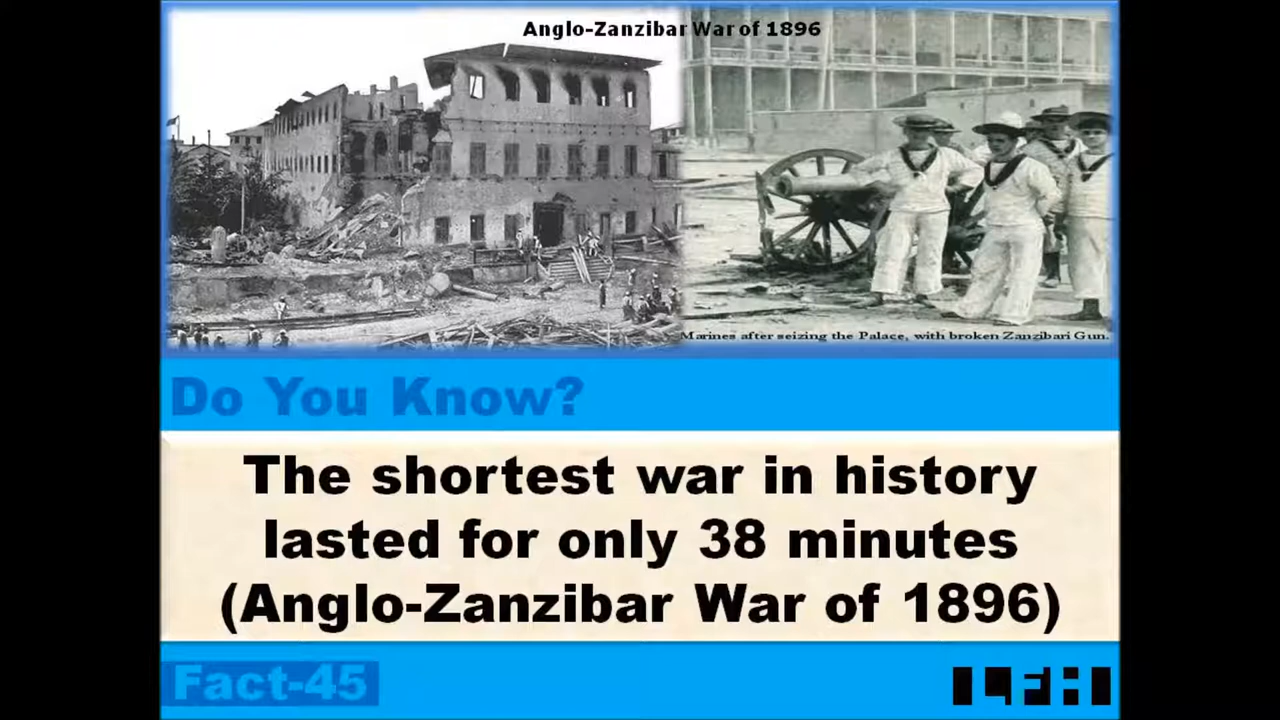 Anglo-Zanzibar War of 1896
Marines after seizing the Palace, with broken Zanzibari Gun.
Do You Know?
The shortest war in history
lasted for only 38 minutes
(Anglo-Zanzibar War of 1896)
Fact-45
LFH